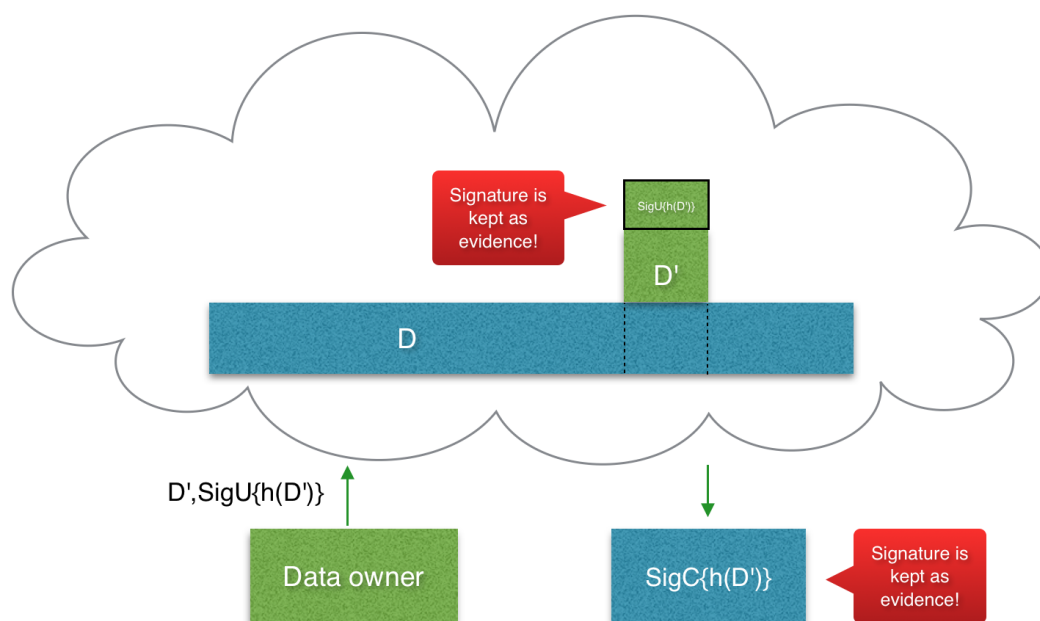 Signature is
kept as
evidence!
SigU{h(D')}
D'
D
D',SigU{h(D')}
Data owner
SigC{h(D')}
Signature is
kept as
evidence!